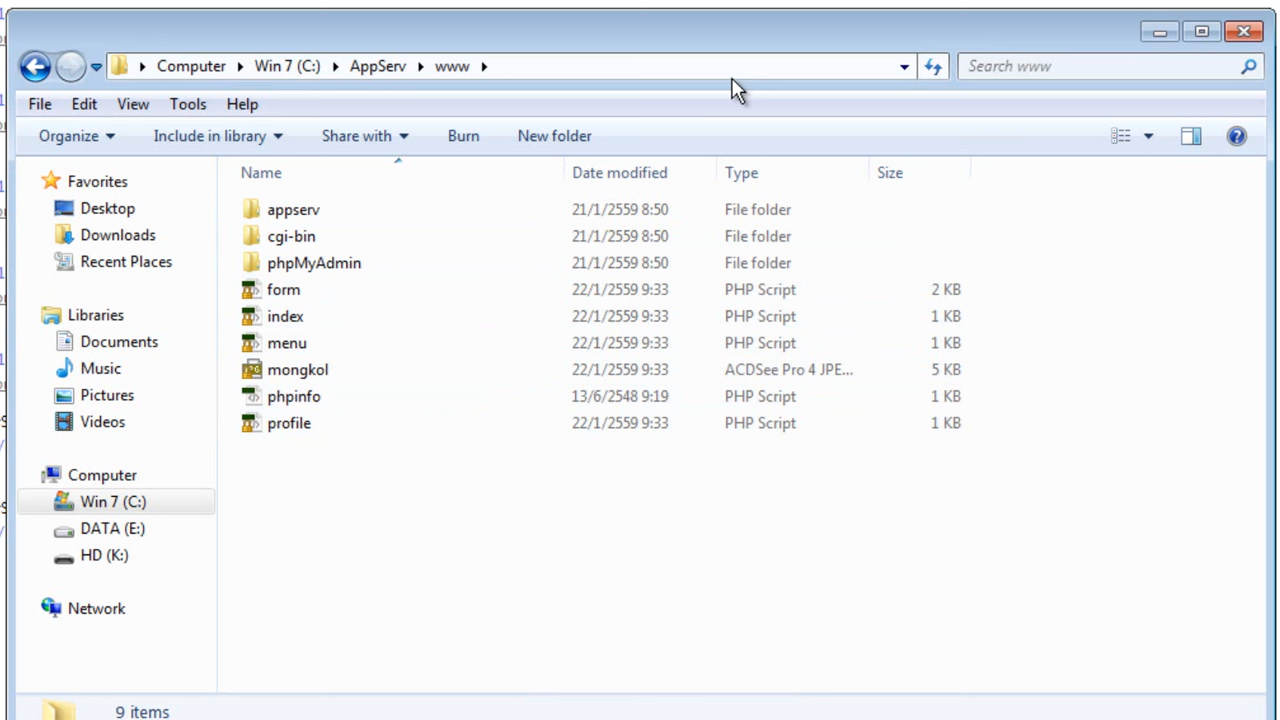 Computer Win 7 (C:) AppServ www
Search www
File Edit View Tools Help
Organize Include in library Share with Burn New folder
Name Date modified Type Size
Favorites
Desktop
Downloads
Recent Places
Libraries
Documents
Music
Pictures
Videos
Computer
Win 7 (C:)
DATA (E:)
HD (K:)
Network
appserv 21/1/2559 8:50 File folder
cgi-bin 21/1/2559 8:50 File folder
phpMyAdmin 21/1/2559 8:50 File folder
form 22/1/2559 9:33 PHP Script 2 KB
index 22/1/2559 9:33 PHP Script 1 KB
menu 22/1/2559 9:33 PHP Script 1 KB
mongkol 22/1/2559 9:33 ACDSee Pro 4 JPE... 5 KB
phpinfo 13/6/2548 9:19 PHP Script 1 KB
profile 22/1/2559 9:33 PHP Script 1 KB
9 items